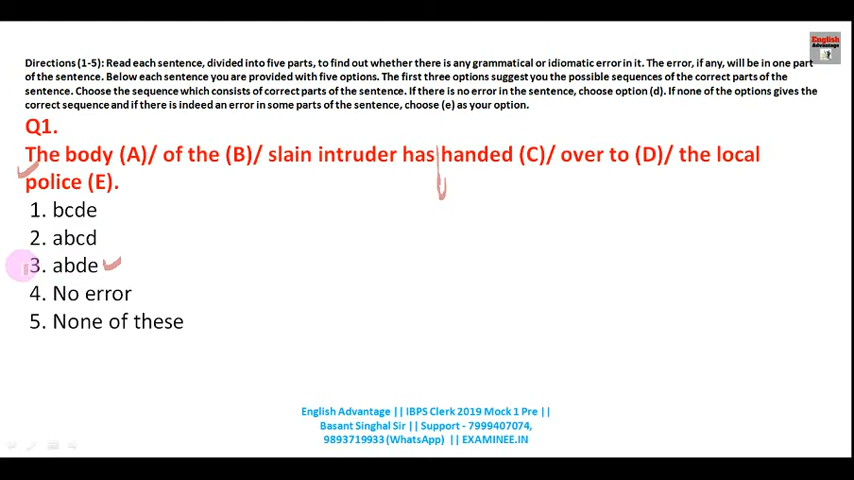 English
Advantage
Directions (1-5): Read each sentence, divided into five parts, to find out whether there is any grammatical or idiomatic error in it. The error, if any, will be in one part
of the sentence. Below each sentence you are provided with five options. The first three options suggest you the possible sequences of the correct parts of the
sentence. Choose the sequence which consists of correct parts of the sentence. If there is no error in the sentence, choose option (d). If none of the options gives the
correct sequence and if there is indeed an error in some parts of the sentence, choose (e) as your option.
Q1.
The body (A)/ of the (B)/ slain intruder has handed (C)/ over to (D)/ the local
police (E).
1. bcde
2. abcd
3. abde
4. No error
5. None of these
English Advantage || IBPS Clerk 2019 Mock 1 Pre ||
Basant Singhal Sir || Support - 7999407074,
9893719933 (WhatsApp) || EXAMINEE.IN